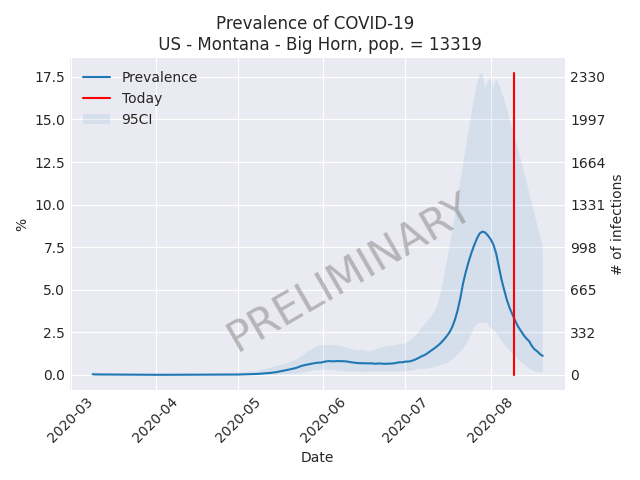 Prevalence of COVID-19
US - Montana - Big Horn, pop. = 13319
Prevalence
Today
95CI
17.5
15.0
12.5
10.0
7.5
5.0
2.5
0.0
%
2330
1997
1664
1331
998
665
332
0
# of infections
PRELIMINARY
2020-03
2020-04
2020-05
2020-06
2020-07
2020-08
Date